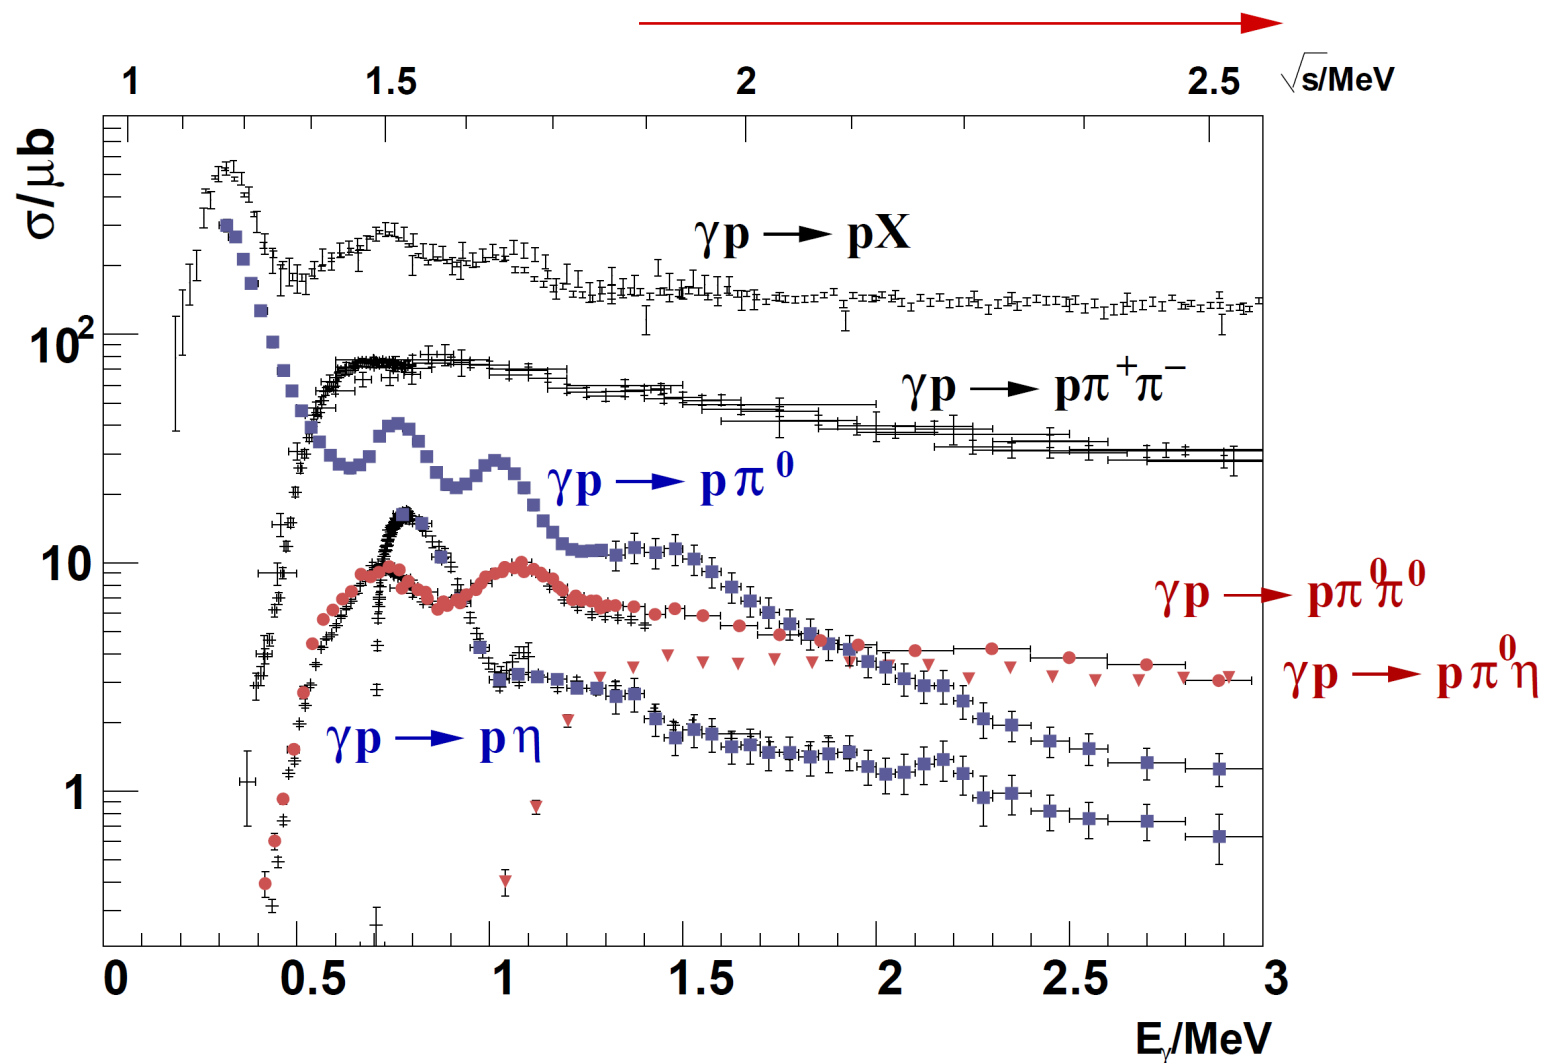 1 1.5 2 2.5 √s/MeV
σ/μb
γp → pX
10²
γp → pπ⁺π⁻
γp → pπ⁰
10
γp → pπ⁰π⁰
γp → pπ⁰η
γp → pη
1
0 0.5 1 1.5 2 2.5 3
Eγ/MeV